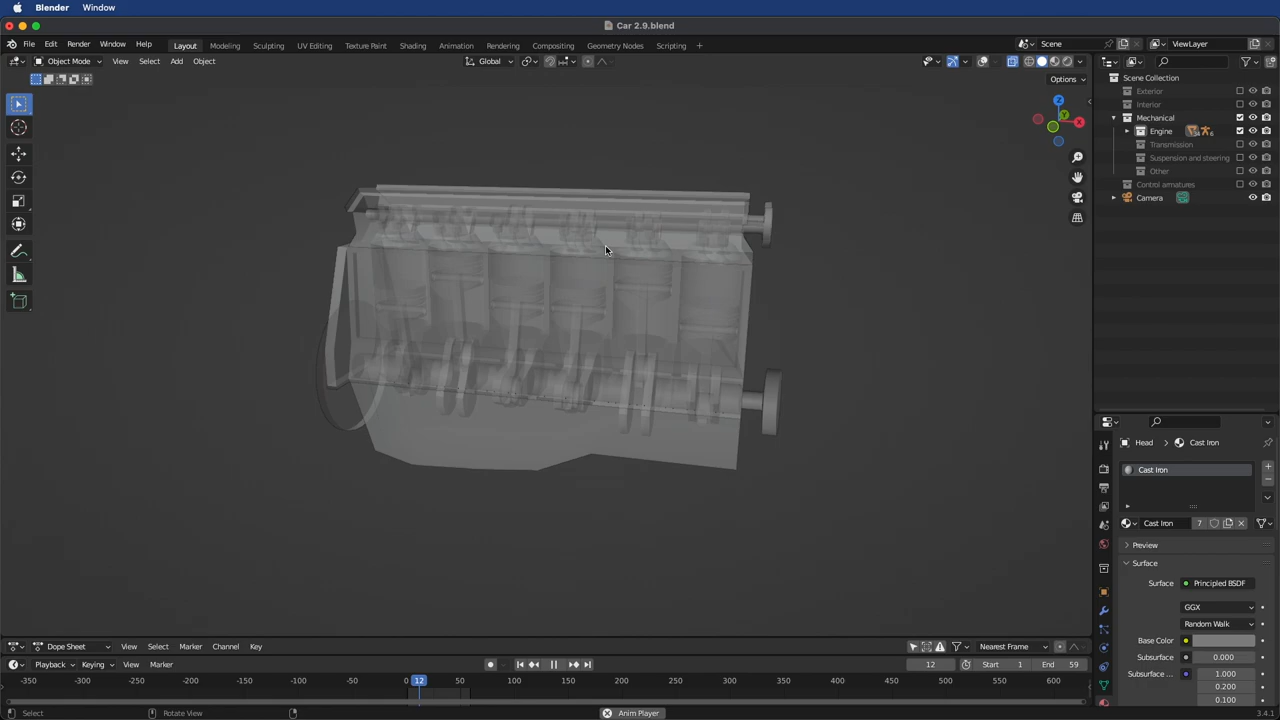 Blender Window
Car 2.9.blend
File Edit Render Window Help Layout Modeling Sculpting UV Editing Texture Paint Shading Animation Rendering Compositing Geometry Nodes Scripting + Scene ViewLayer
Object Mode View Select Add Object Global
Options
Scene Collection
Exterior
Interior
Mechanical
Engine
Transmission
Suspension and steering
Other
Control armatures
Camera
Z
Y
X
Head > Cast Iron
Cast Iron
Cast Iron 7
Preview
Surface
Surface Principled BSDF
GGX
Random Walk
Base Color
Subsurface 0.000
Subsurface ... 1.000
0.200
0.100
Dope Sheet View Select Marker Channel Key Nearest Frame
Playback Keying View Marker 12 Start 1 End 59
-350 -300 -250 -200 -150 -100 -50 0 12 50 100 150 200 250 300 350 400 450 500 550 600
Select Rotate View Anim Player 3.4.1